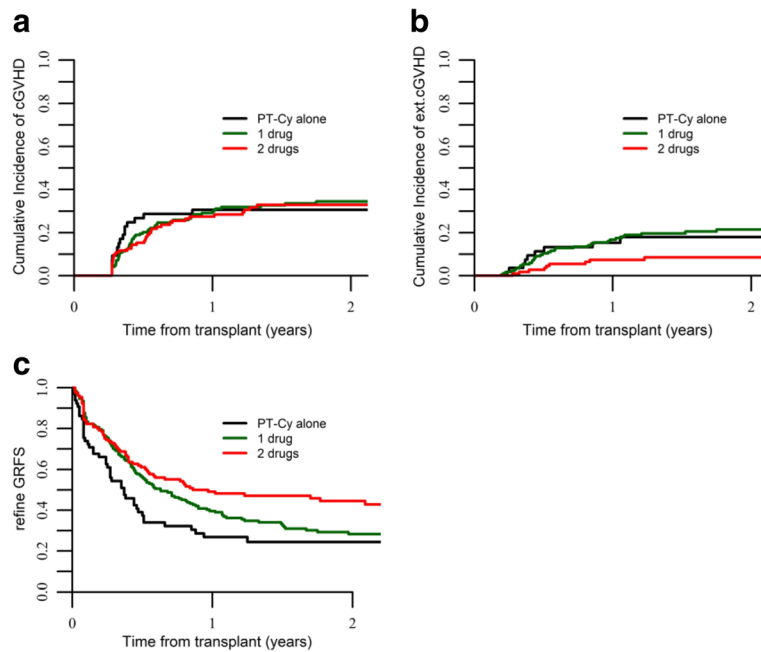 a
Cumulative Incidence of cGVHD
1.0
0.8
0.6
0.4
0.2
0.0
PT-Cy alone
1 drug
2 drugs
0
1
2
Time from transplant (years)
b
Cumulative Incidence of ext.cGVHD
1.0
0.8
0.6
0.4
0.2
0.0
PT-Cy alone
1 drug
2 drugs
0
1
2
Time from transplant (years)
c
refine GRFS
1.0
0.8
0.6
0.4
0.2
0.0
PT-Cy alone
1 drug
2 drugs
0
1
2
Time from transplant (years)